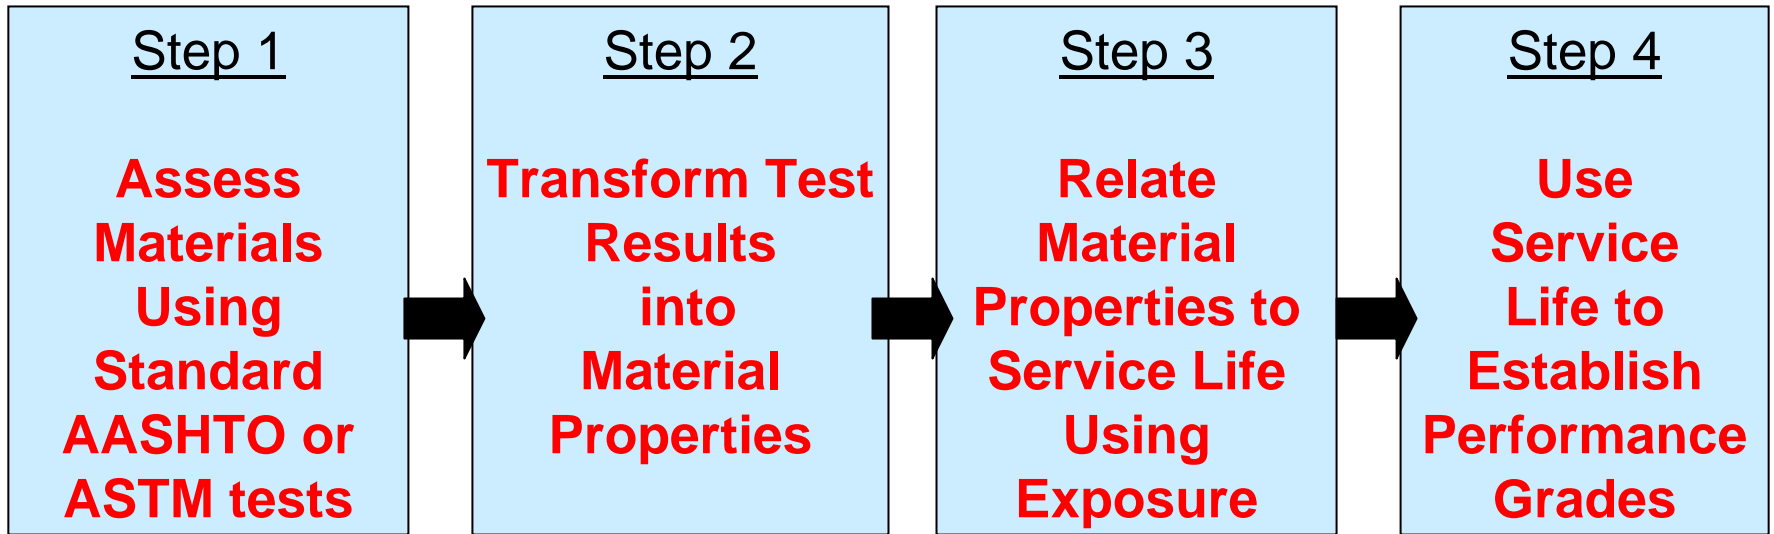 Step 1
Assess
Materials
Using
Standard
AASHTO or
ASTM tests
Step 2
Transform Test
Results
into
Material
Properties
Step 3
Relate
Material
Properties to
Service Life
Using
Exposure
Step 4
Use
Service
Life to
Establish
Performance
Grades